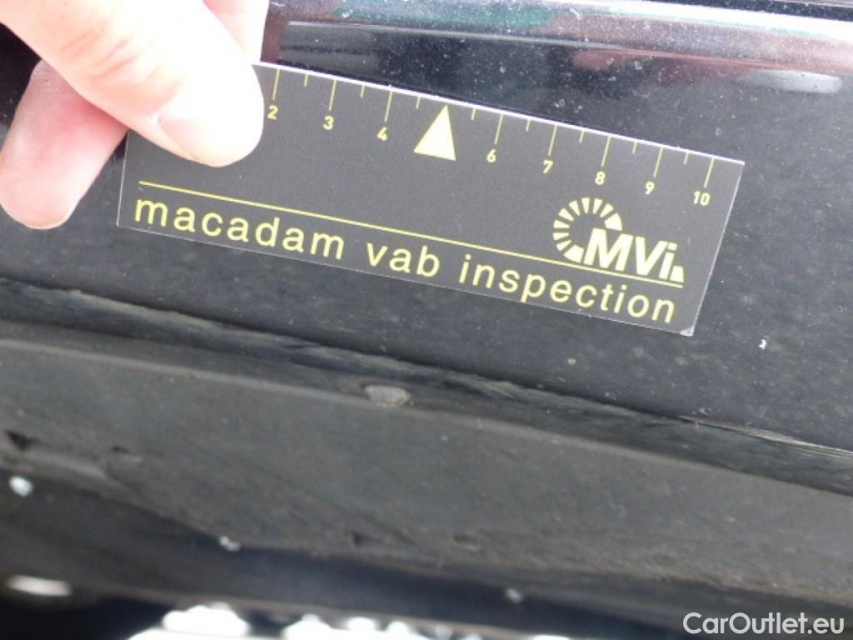 2 3 4 6 7 8 9 10
MVi
macadam vab inspection
CarOutlet.eu